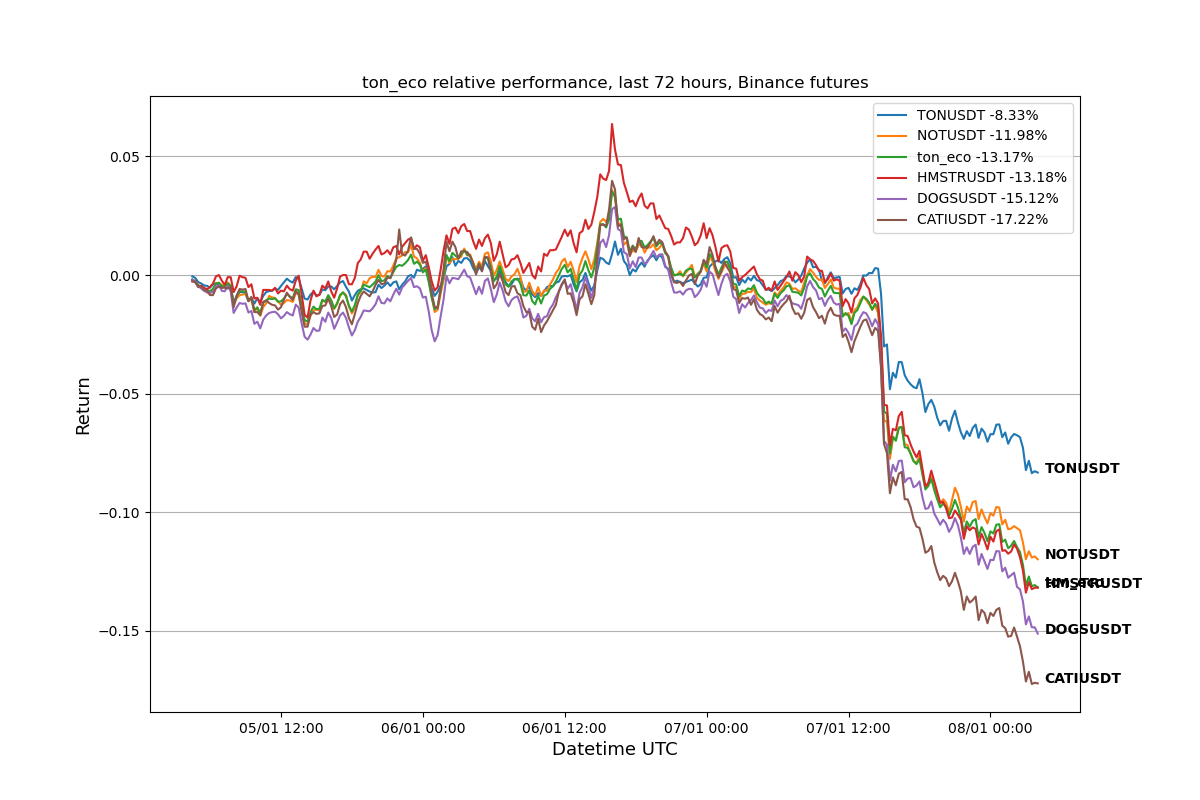 ton_eco relative performance, last 72 hours, Binance futures
TONUSDT -8.33%
NOTUSDT -11.98%
ton_eco -13.17%
HMSTRUSDT -13.18%
DOGSUSDT -15.12%
CATIUSDT -17.22%
0.05
0.00
−0.05
−0.10
−0.15
Return
TONUSDT
NOTUSDT
ton_eco
HMSTRUSDT
DOGSUSDT
CATIUSDT
05/01 12:00
06/01 00:00
06/01 12:00
07/01 00:00
07/01 12:00
08/01 00:00
Datetime UTC